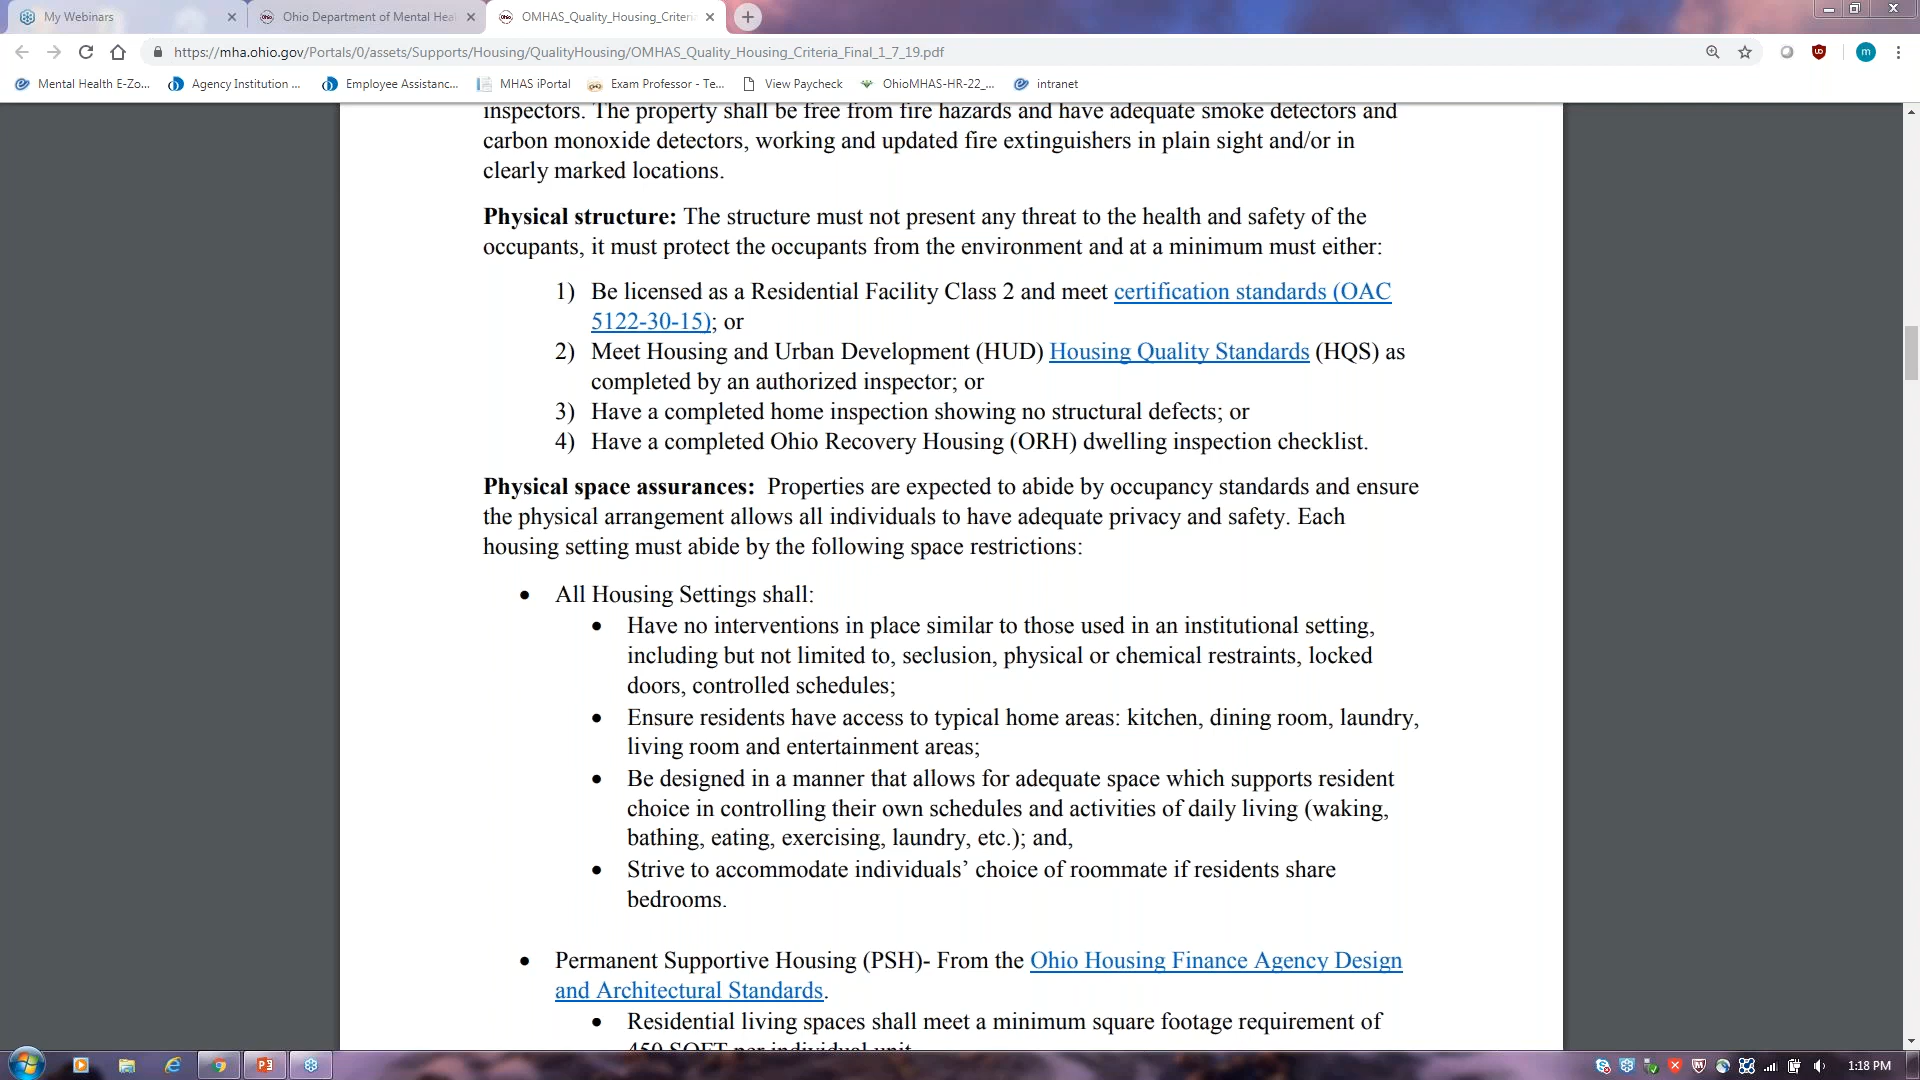 My Webinars
Ohio Department of Mental Heal
OMHAS_Quality_Housing_Criteria
https://mha.ohio.gov/Portals/0/assets/Supports/Housing/QualityHousing/OMHAS_Quality_Housing_Criteria_Final_1_7_19.pdf
m
Mental Health E-Zo...
Agency Institution ...
Employee Assistanc...
MHAS iPortal
Exam Professor - Te...
View Paycheck
OhioMHAS-HR-22_...
intranet
inspectors. The property shall be free from fire hazards and have adequate smoke detectors and
carbon monoxide detectors, working and updated fire extinguishers in plain sight and/or in
clearly marked locations.
Physical structure: The structure must not present any threat to the health and safety of the
occupants, it must protect the occupants from the environment and at a minimum must either:
1) Be licensed as a Residential Facility Class 2 and meet certification standards (OAC
5122-30-15); or
2) Meet Housing and Urban Development (HUD) Housing Quality Standards (HQS) as
completed by an authorized inspector; or
3) Have a completed home inspection showing no structural defects; or
4) Have a completed Ohio Recovery Housing (ORH) dwelling inspection checklist.
Physical space assurances: Properties are expected to abide by occupancy standards and ensure
the physical arrangement allows all individuals to have adequate privacy and safety. Each
housing setting must abide by the following space restrictions:
• All Housing Settings shall:
• Have no interventions in place similar to those used in an institutional setting,
including but not limited to, seclusion, physical or chemical restraints, locked
doors, controlled schedules;
• Ensure residents have access to typical home areas: kitchen, dining room, laundry,
living room and entertainment areas;
• Be designed in a manner that allows for adequate space which supports resident
choice in controlling their own schedules and activities of daily living (waking,
bathing, eating, exercising, laundry, etc.); and,
• Strive to accommodate individuals’ choice of roommate if residents share
bedrooms.
• Permanent Supportive Housing (PSH)- From the Ohio Housing Finance Agency Design
and Architectural Standards.
• Residential living spaces shall meet a minimum square footage requirement of
450 SQFT per individual unit
1:18 PM